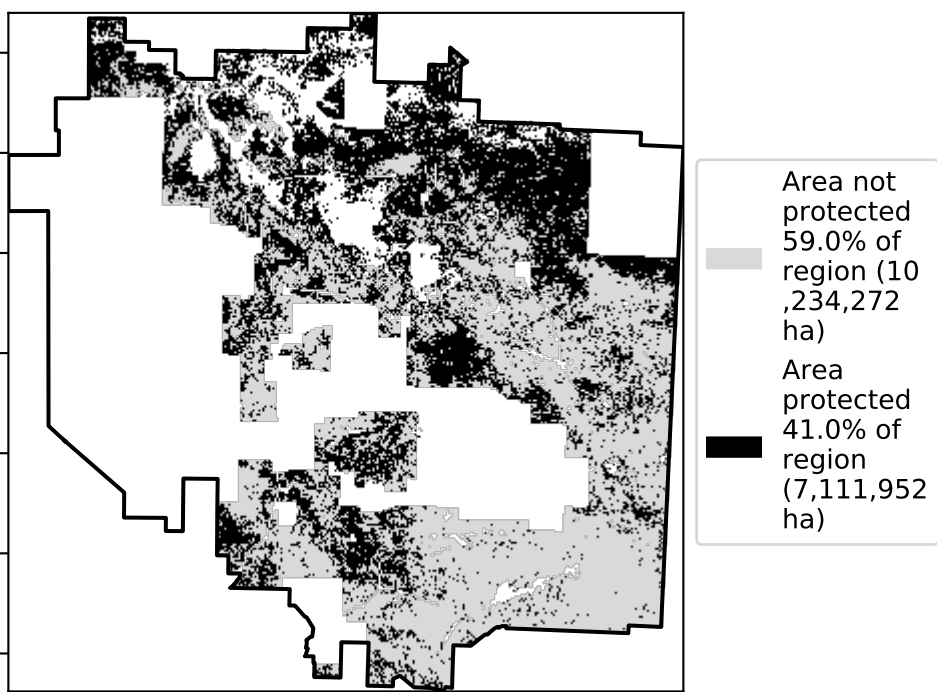 Area not
protected
59.0% of
region (10
,234,272
ha)
Area
protected
41.0% of
region
(7,111,952
ha)